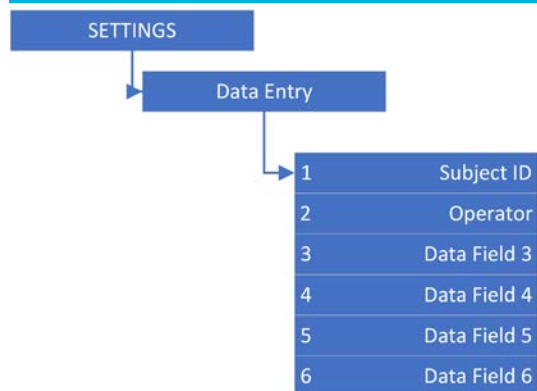 SETTINGS
Data Entry
1 Subject ID
2 Operator
3 Data Field 3
4 Data Field 4
5 Data Field 5
6 Data Field 6